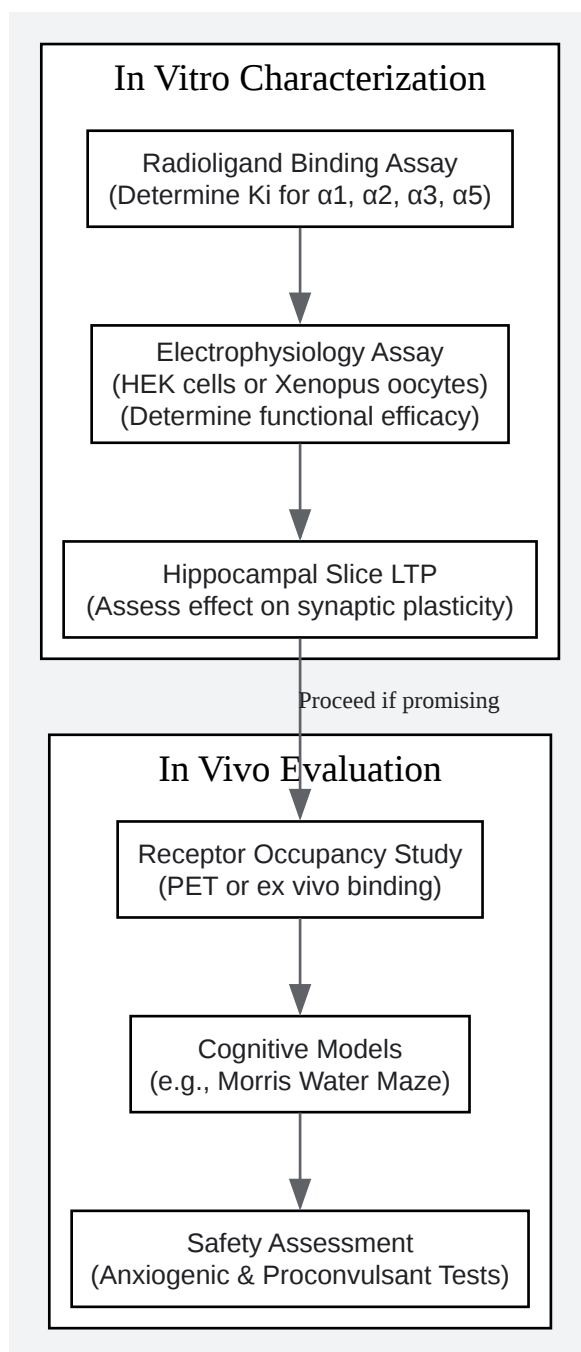 In Vitro Characterization
Radioligand Binding Assay
(Determine Ki for α1, α2, α3, α5)
Electrophysiology Assay
(HEK cells or Xenopus oocytes)
(Determine functional efficacy)
Hippocampal Slice LTP
(Assess effect on synaptic plasticity)
Proceed if promising
In Vivo Evaluation
Receptor Occupancy Study
(PET or ex vivo binding)
Cognitive Models
(e.g., Morris Water Maze)
Safety Assessment
(Anxiogenic & Proconvulsant Tests)